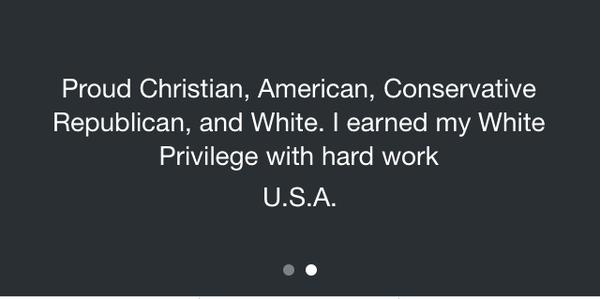 Proud Christian, American, Conservative
Republican, and White. I earned my White
Privilege with hard work
U.S.A.